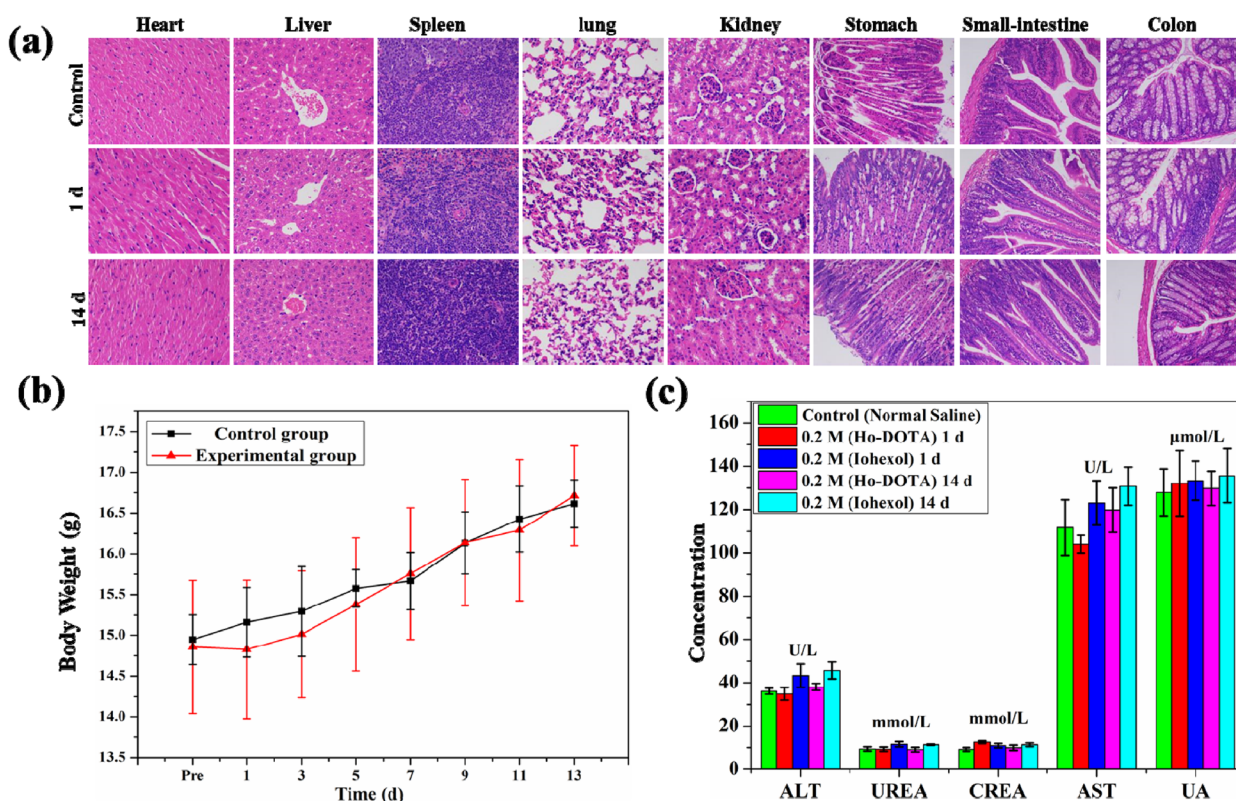 (a)
Heart Liver Spleen lung Kidney Stomach Small-intestine Colon
Control
1 d
14 d
(b)
17.5
17.0
16.5
16.0
15.5
15.0
14.5
14.0
13.5
Body Weight (g)
Control group
Experimental group
Pre 1 3 5 7 9 11 13
Time (d)
(c)
160
140
120
100
80
60
40
20
0
Concentration
Control (Normal Saline)
0.2 M (Ho-DOTA) 1 d
0.2 M (Iohexol) 1 d
0.2 M (Ho-DOTA) 14 d
0.2 M (Iohexol) 14 d
U/L
mmol/L
mmol/L
U/L
µmol/L
ALT UREA CREA AST UA